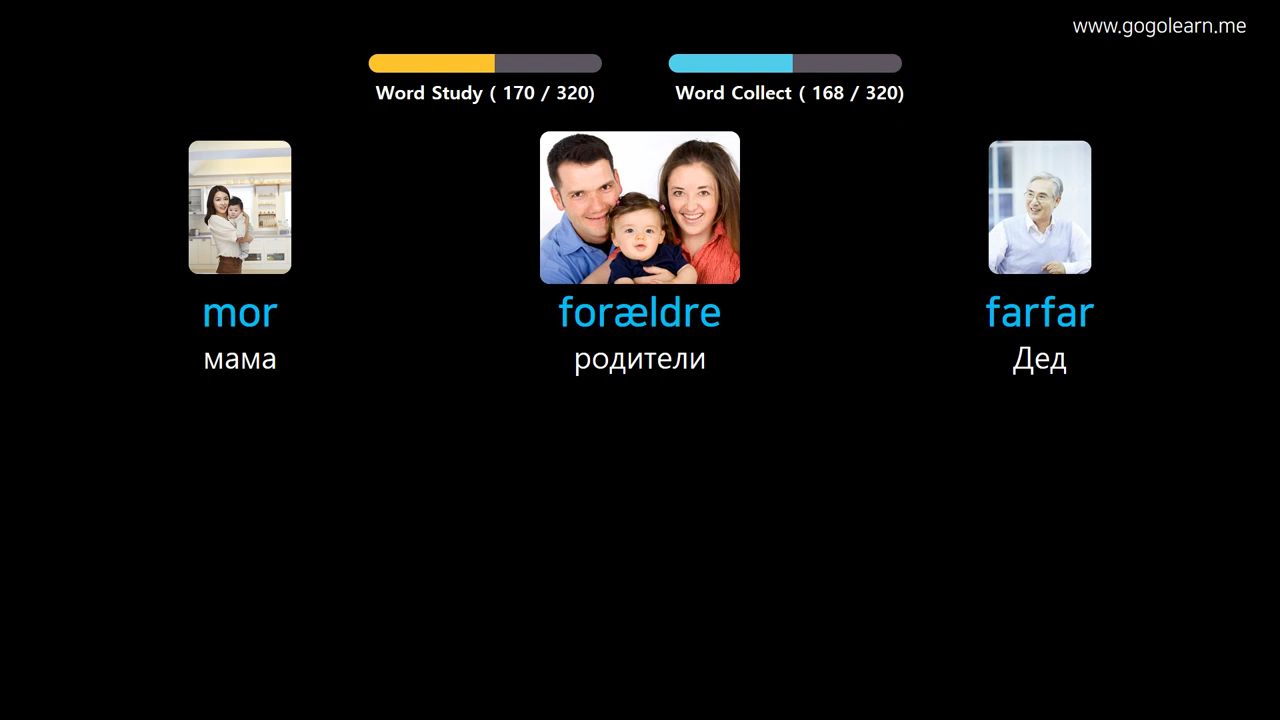 www.gogolearn.me
Word Study ( 170 / 320)
Word Collect ( 168 / 320)
mor
forældre
farfar
мама
родители
Дед